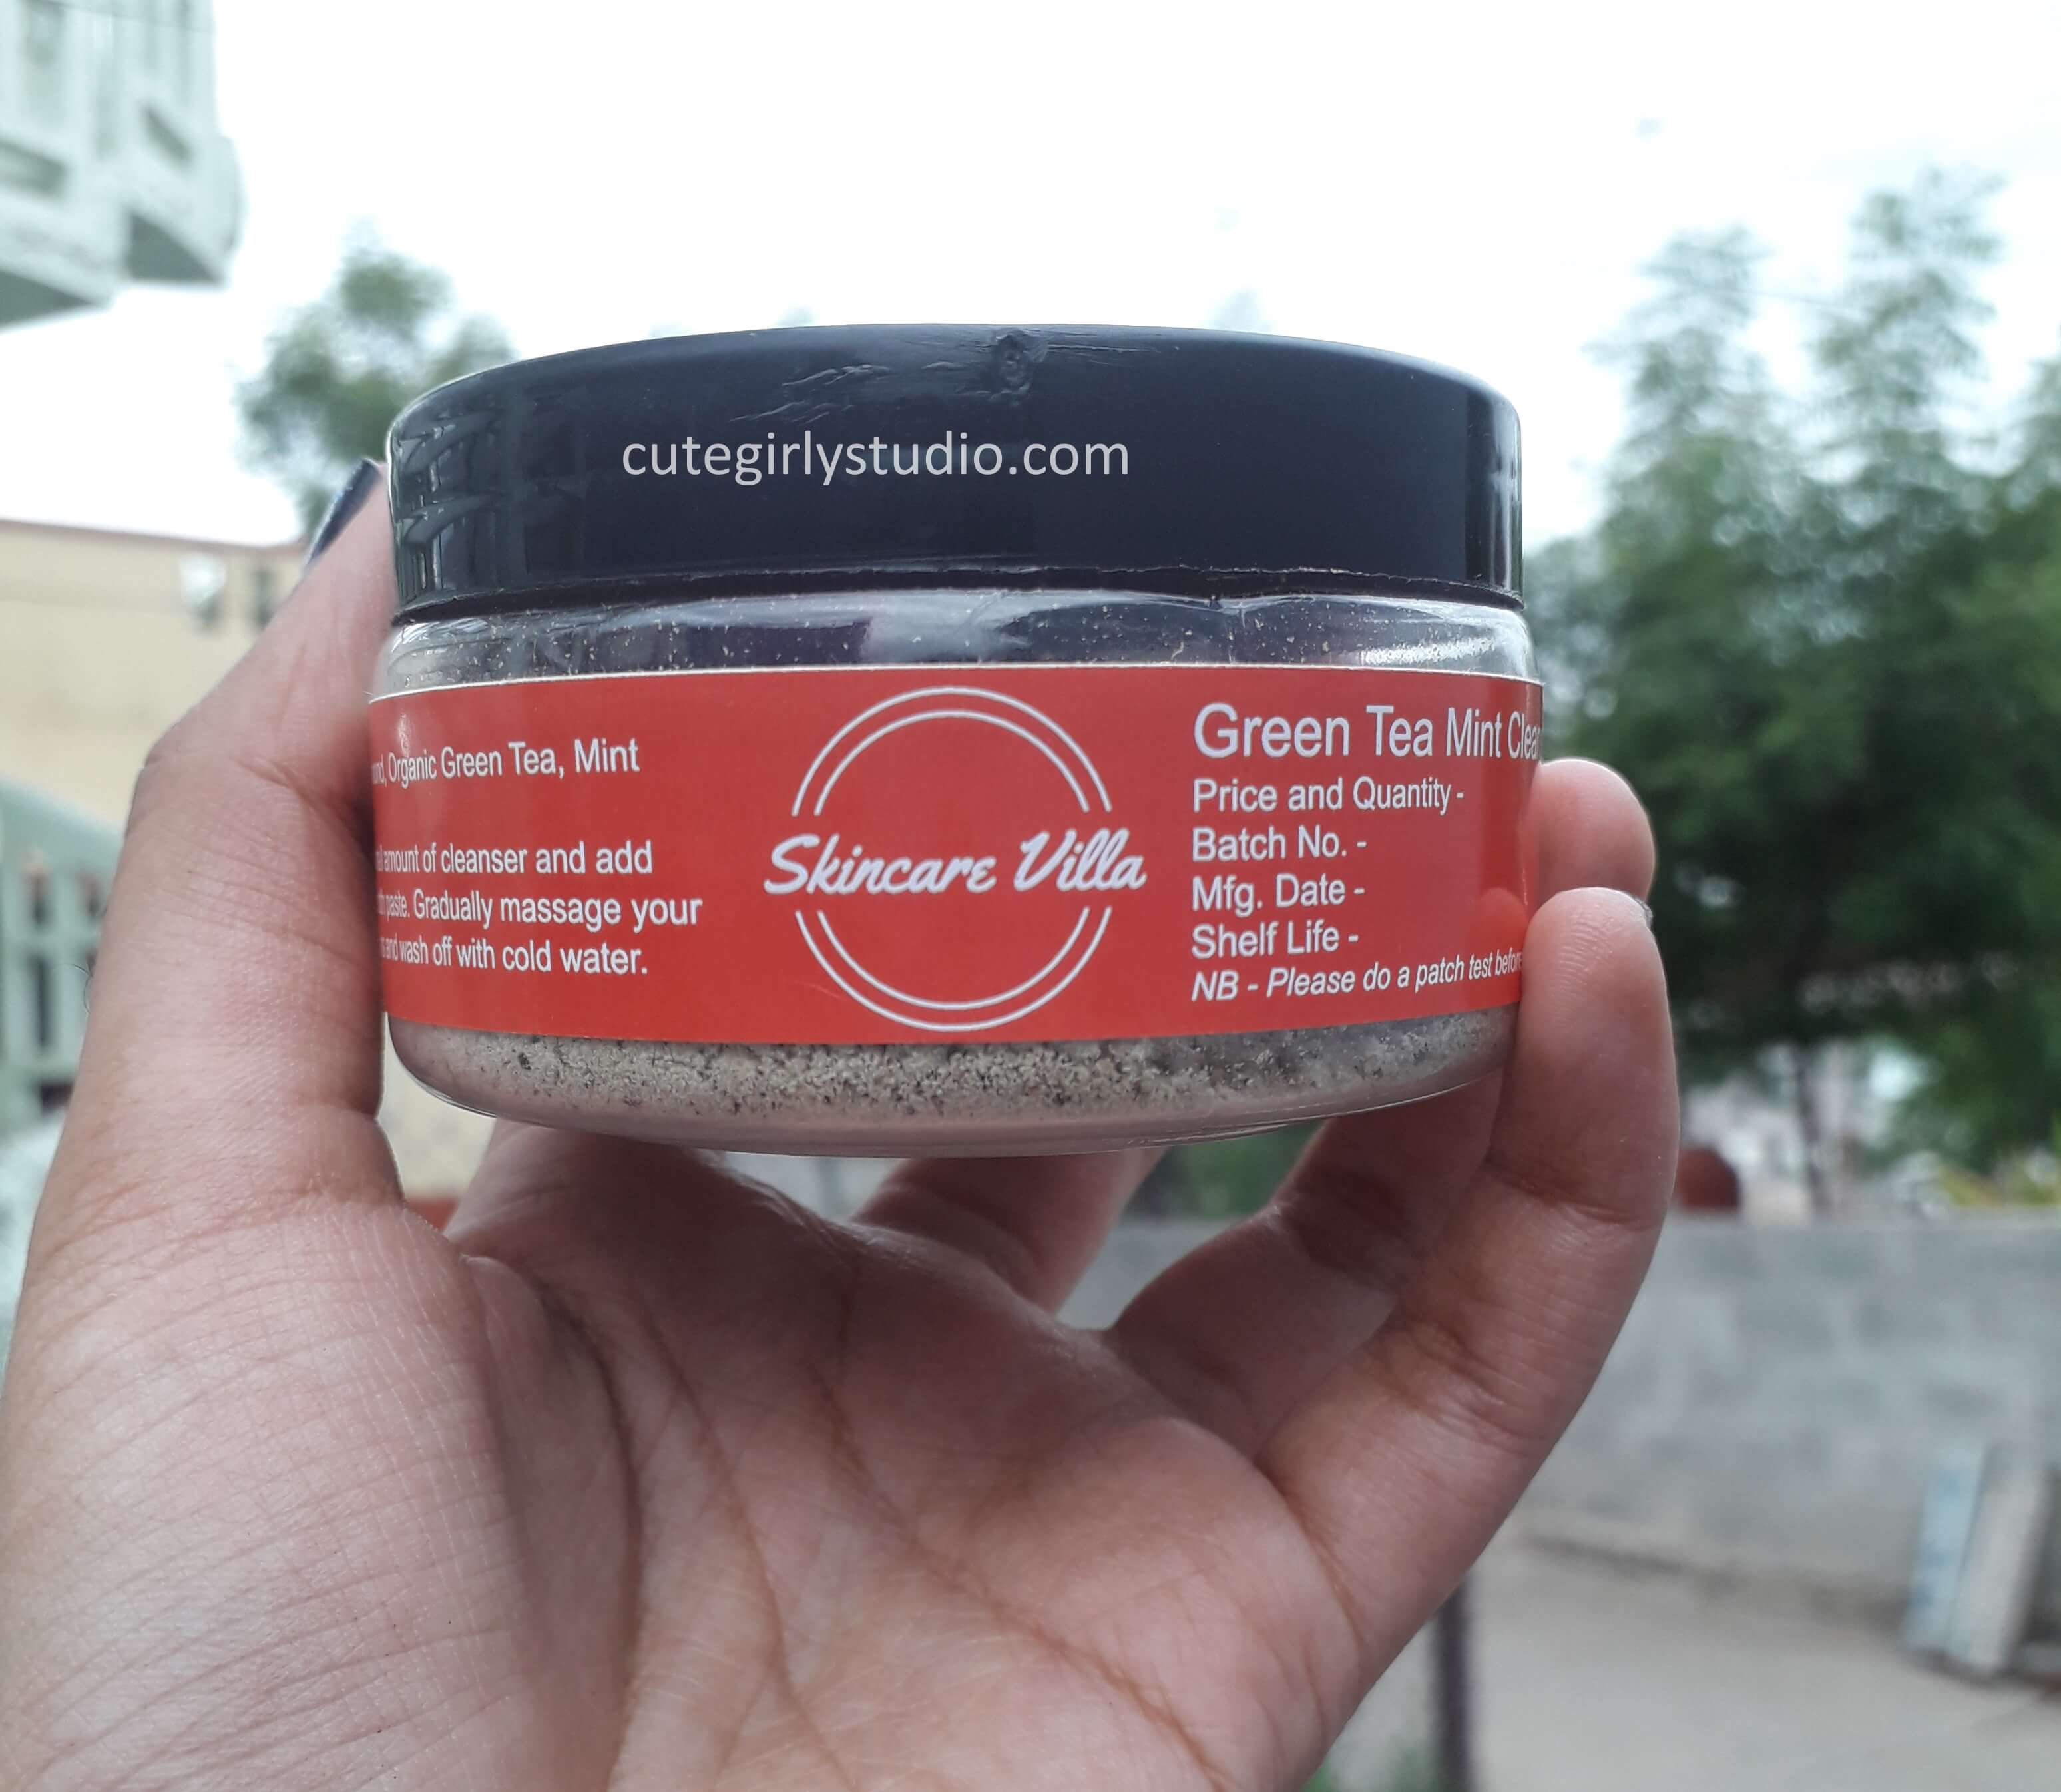 cutegirlystudio.com
Organic Green Tea, Mint
amount of cleanser and add
paste. Gradually massage your
and wash off with cold water.
Skincare Villa
Green Tea Mint
Price and Quantity -
Batch No. -
Mfg. Date -
Shelf Life -
NB - Please do a patch test